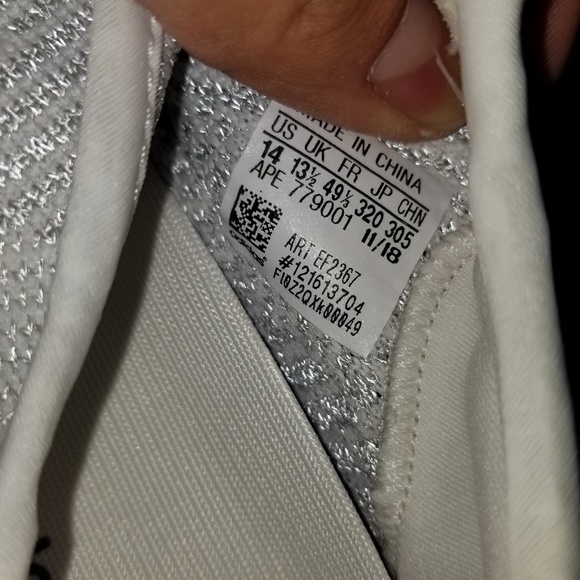 MADE IN CHINA
US UK FR JP CHN
14 13½ 49⅓ 320 305
APE 779001 11/18
ART EF2367
#121613704